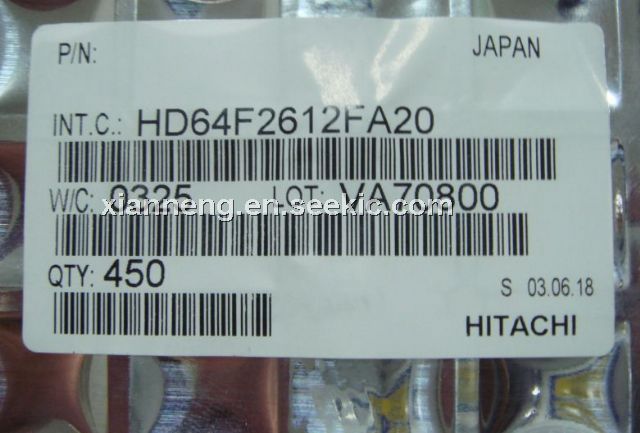 P/N: JAPAN
INT.C.: HD64F2612FA20
W/C: 0325 LOT: VA70800
xianneng.en.seekic.com
QTY: 450
S 03.06.18
HITACHI